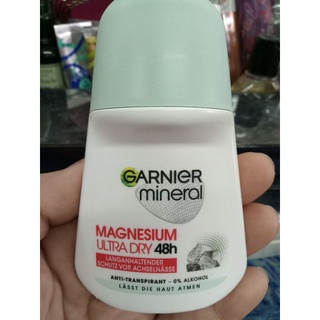 GARNIER
mineral
MAGNESIUM
ULTRA DRY 48h
LANGANHALTENDER
SCHUTZ VOR ACHSELNÄSSE
ANTI-TRANSPIRANT - 0% ALKOHOL
LÄSST DIE HAUT ATMEN